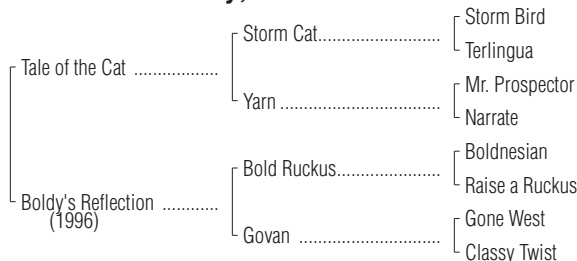 Storm Bird
Storm Cat..............................
Terlingua
Tale of the Cat ..................
Mr. Prospector
Yarn .......................................
Narrate
Boldnesian
Bold Ruckus.........................
Raise a Ruckus
Boldy's Reflection ............
(1996)
Gone West
Govan ...................................
Classy Twist